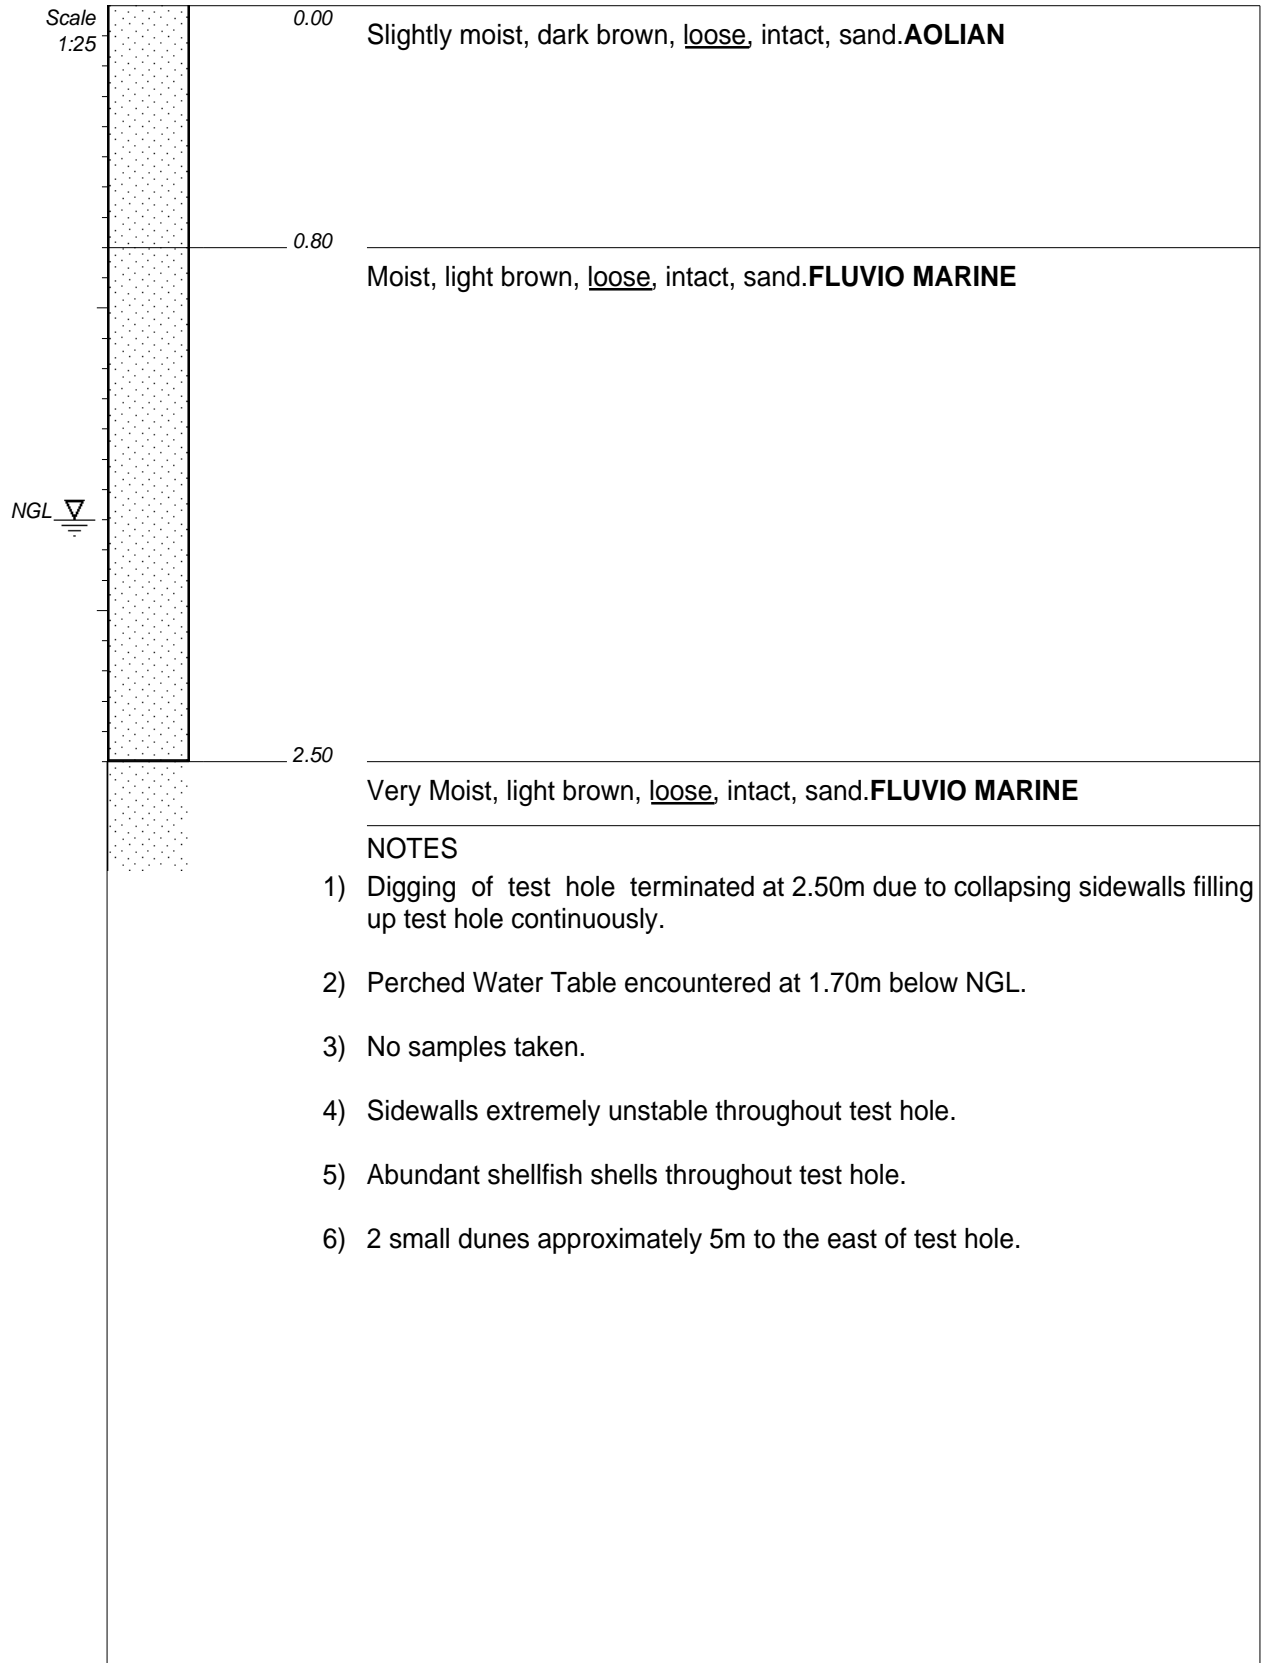 Scale
1:25
0.00
Slightly moist, dark brown, loose, intact, sand.AOLIAN
0.80
Moist, light brown, loose, intact, sand.FLUVIO MARINE
NGL
2.50
Very Moist, light brown, loose, intact, sand.FLUVIO MARINE
NOTES
1) Digging of test hole terminated at 2.50m due to collapsing sidewalls filling
up test hole continuously.
2) Perched Water Table encountered at 1.70m below NGL.
3) No samples taken.
4) Sidewalls extremely unstable throughout test hole.
5) Abundant shellfish shells throughout test hole.
6) 2 small dunes approximately 5m to the east of test hole.